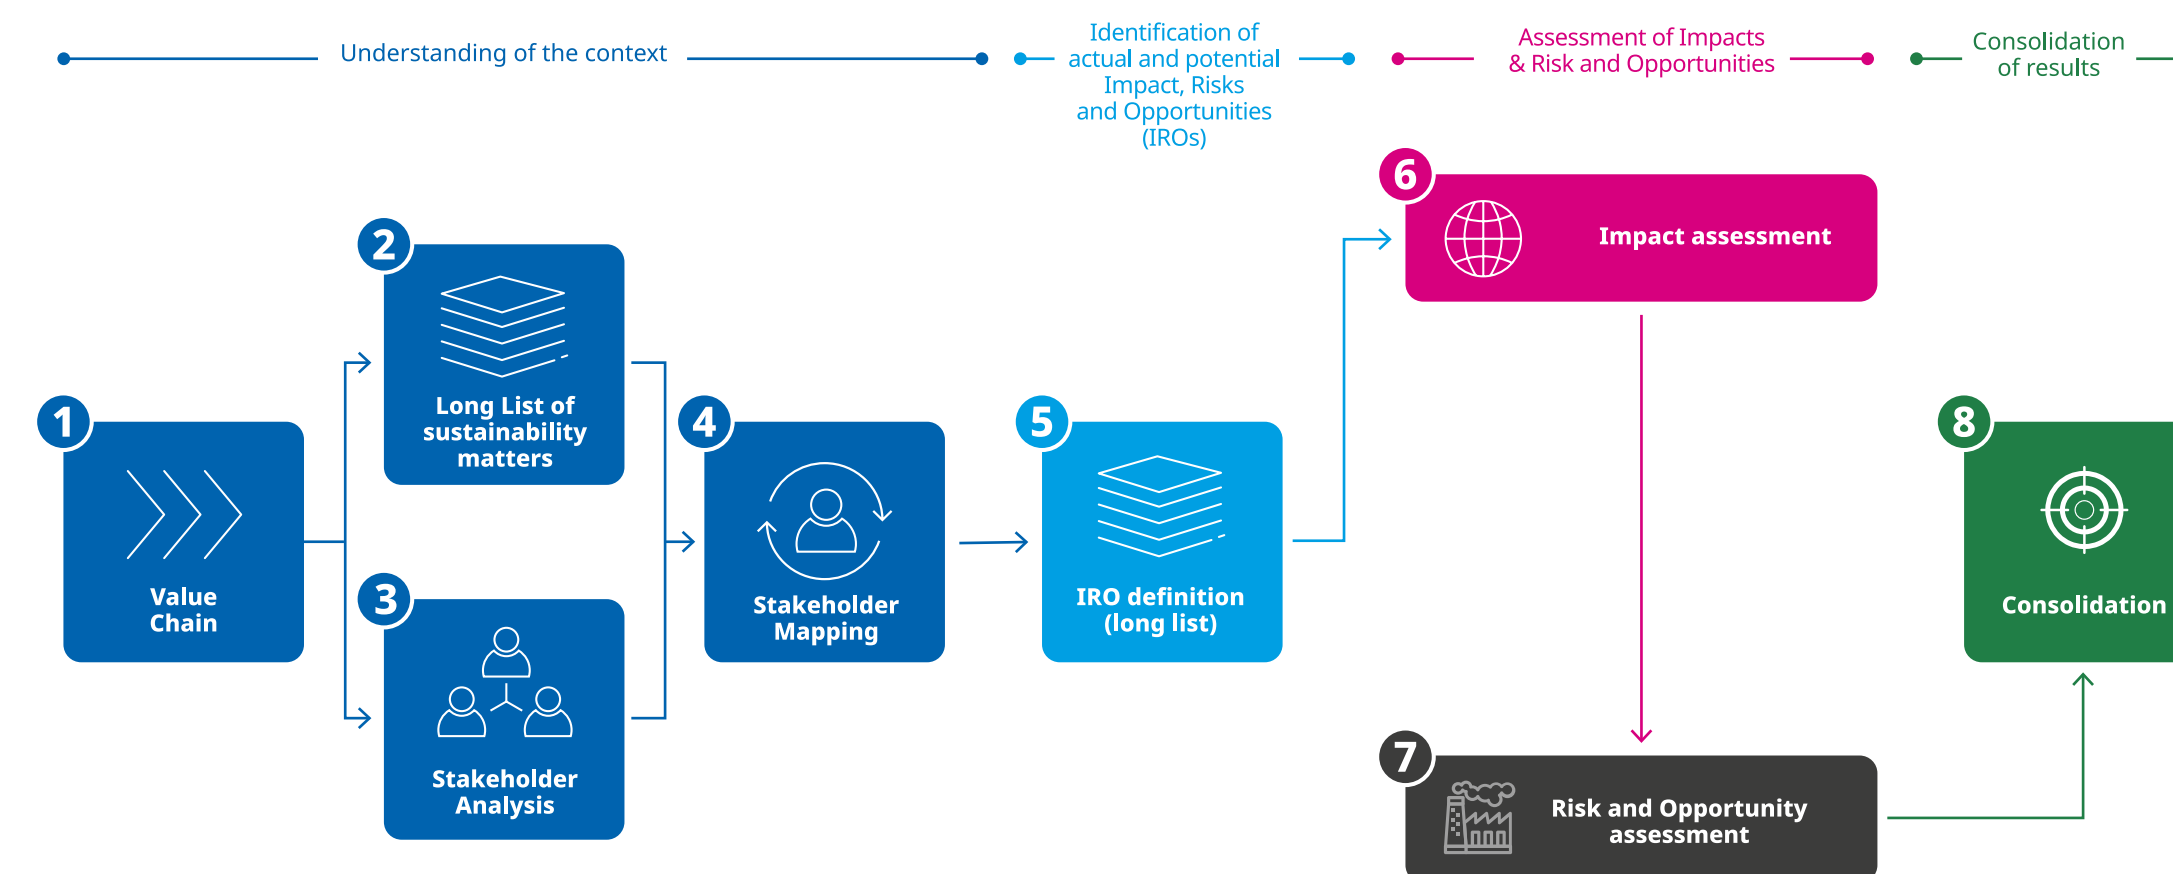 Understanding of the context
Identification of
actual and potential
Impact, Risks
and Opportunities
(IROs)
Assessment of Impacts
& Risk and Opportunities
Consolidation
of results
1
Value
Chain
2
Long List of
sustainability
matters
3
Stakeholder
Analysis
4
Stakeholder
Mapping
5
IRO definition
(long list)
6
Impact assessment
7
Risk and Opportunity
assessment
8
Consolidation